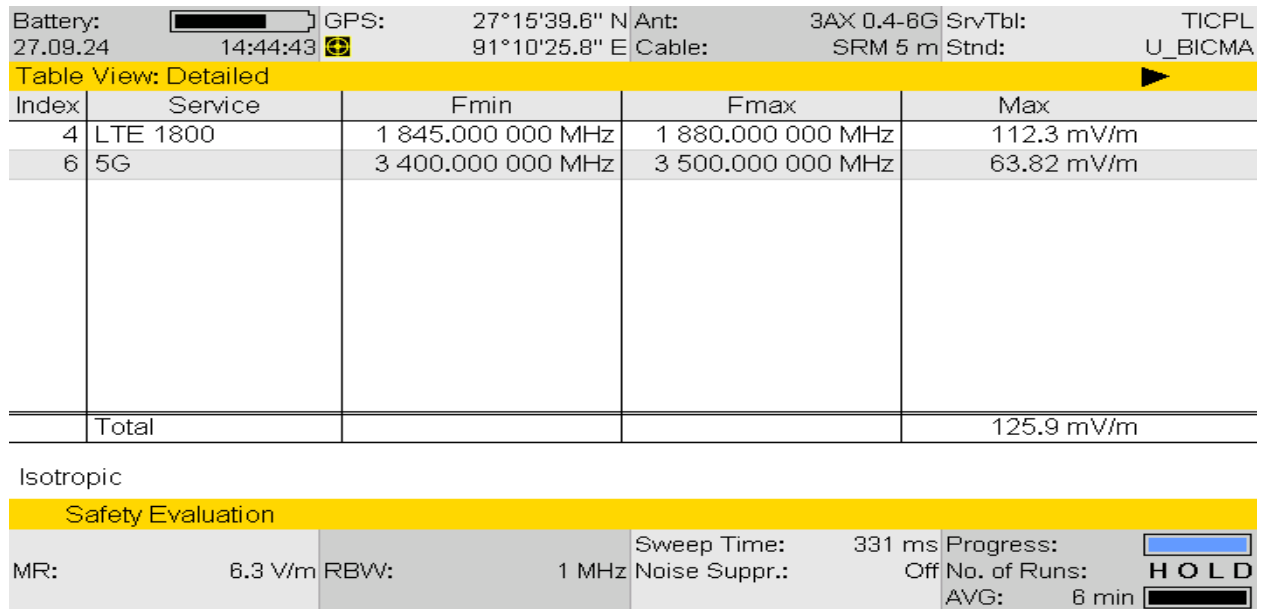 Battery: GPS: 27°15'39.6" N Ant: 3AX 0.4-6G SrvTbl: TICPL
27.09.24 14:44:43 91°10'25.8" E Cable: SRM 5 m Stnd: U_BICMA
Table View: Detailed
Index Service Fmin Fmax Max
4 LTE 1800 1 845.000 000 MHz 1 880.000 000 MHz 112.3 mV/m
6 5G 3 400.000 000 MHz 3 500.000 000 MHz 63.82 mV/m
Total 125.9 mV/m
Isotropic
Safety Evaluation
Sweep Time: 331 ms Progress:
MR: 6.3 V/m RBW: 1 MHz Noise Suppr.: Off No. of Runs: HOLD
AVG: 6 min